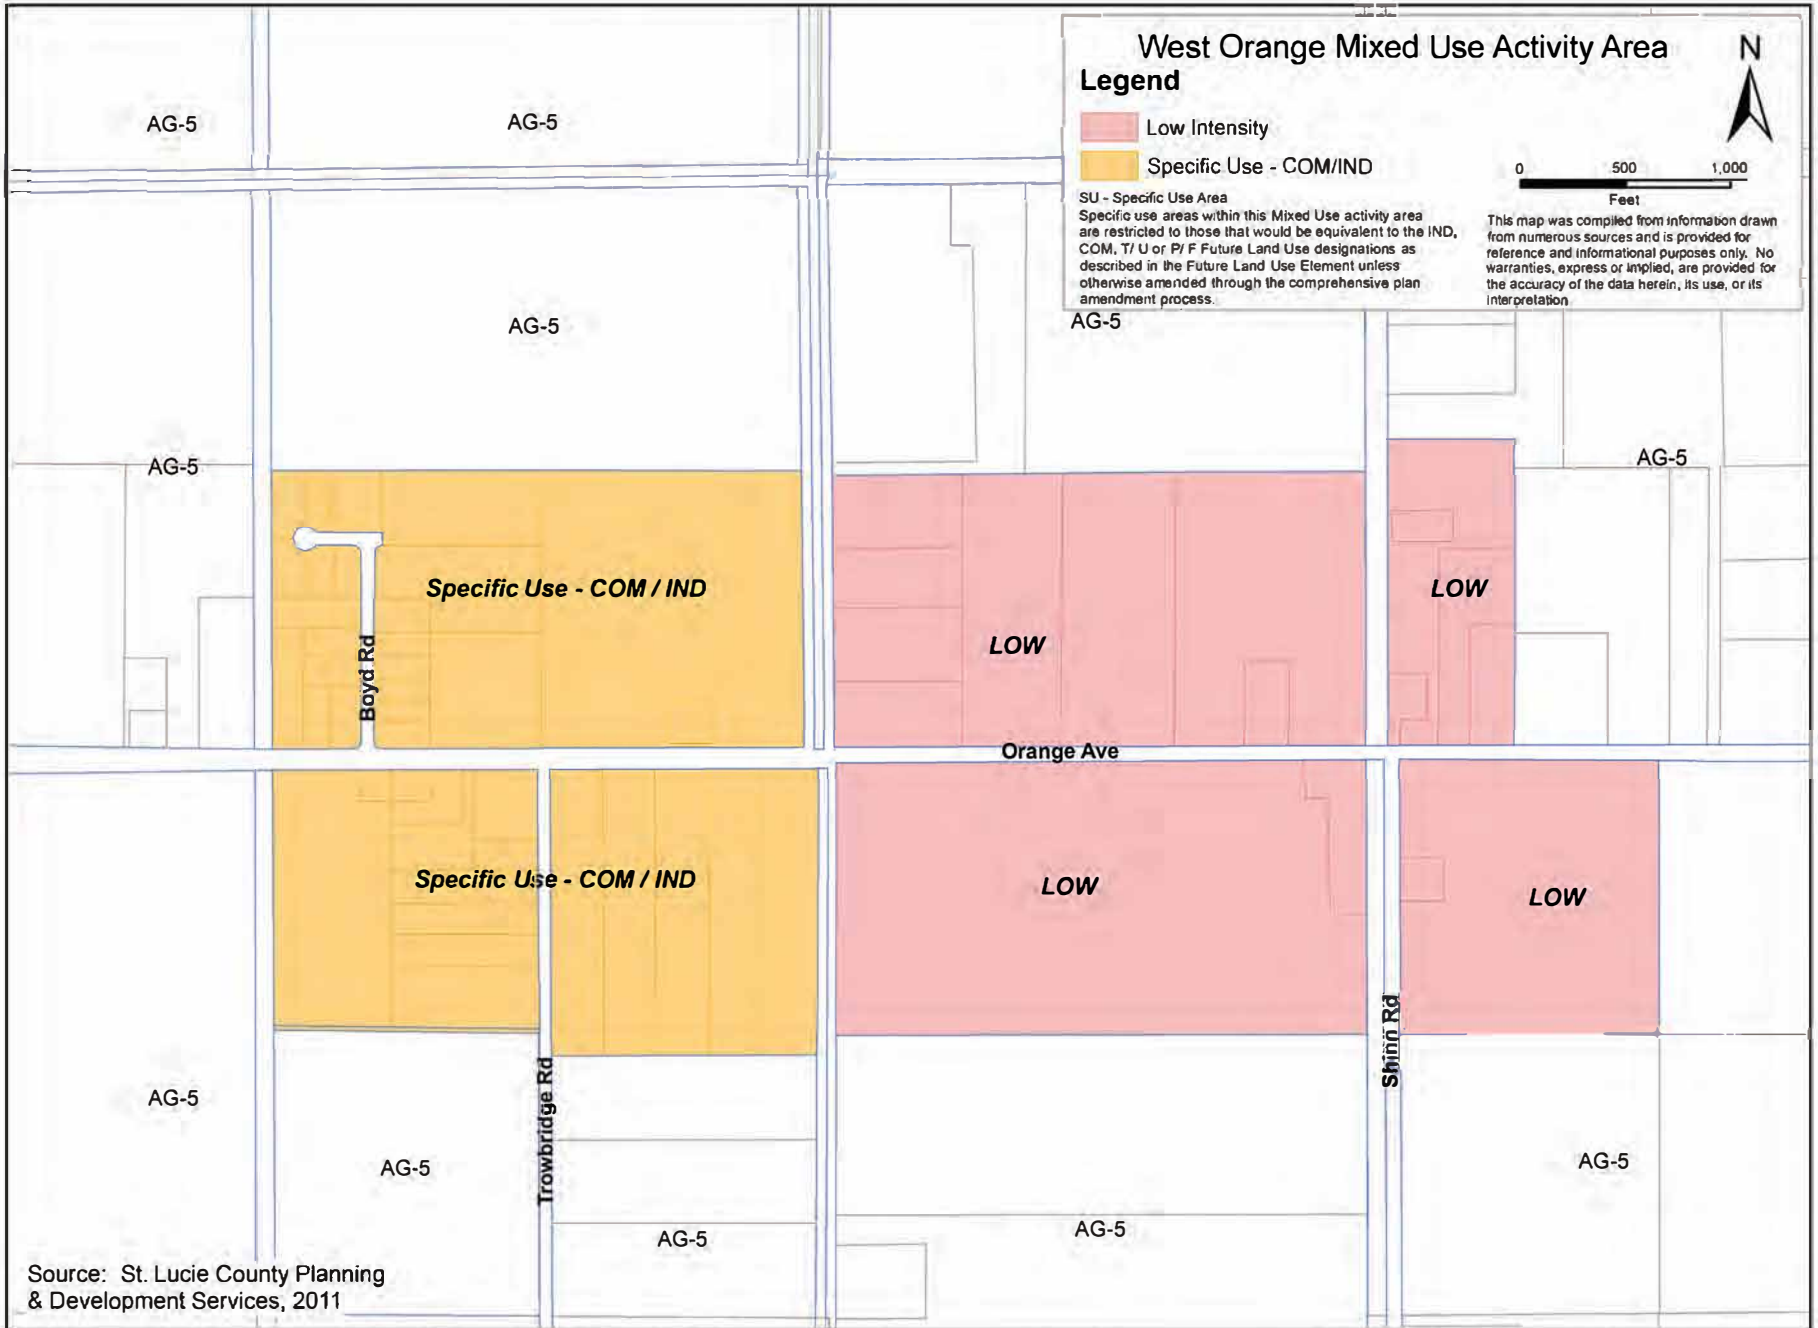 West Orange Mixed Use Activity Area
N
Legend
Low Intensity
Specific Use - COM/IND
0 500 1,000
Feet
SU - Specific Use Area
Specific use areas within this Mixed Use activity area
are restricted to those that would be equivalent to the IND,
COM, T/ U or P/ F Future Land Use designations as
described in the Future Land Use Element unless
otherwise amended through the comprehensive plan
amendment process.
This map was compiled from information drawn
from numerous sources and is provided for
reference and informational purposes only. No
warranties, express or implied, are provided for
the accuracy of the data herein, its use, or its
interpretation
AG-5
AG-5
AG-5
AG-5
AG-5
AG-5
Specific Use - COM / IND
LOW
LOW
Boyd Rd
Orange Ave
Specific Use - COM / IND
LOW
LOW
Shinn Rd
Trowbridge Rd
AG-5
AG-5
AG-5
AG-5
AG-5
Source: St. Lucie County Planning
& Development Services, 2011